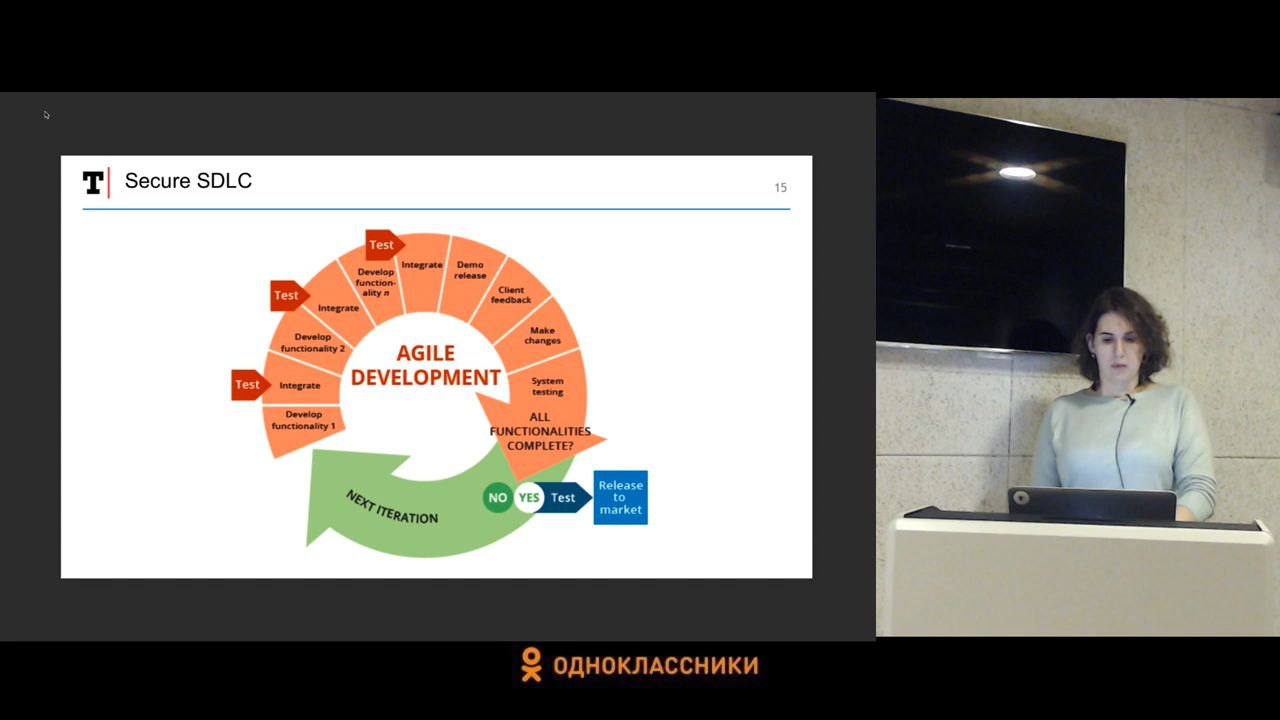 T
Secure SDLC
15
Test
Integrate
Demo
release
Develop
function-
ality n
Client
feedback
Test
Integrate
Make
changes
Develop
functionality 2
AGILE
DEVELOPMENT
Test
Integrate
System
testing
Develop
functionality 1
ALL
FUNCTIONALITIES
COMPLETE?
NEXT ITERATION
NO
YES
Test
Release
to
market
ОДНОКЛАССНИКИ